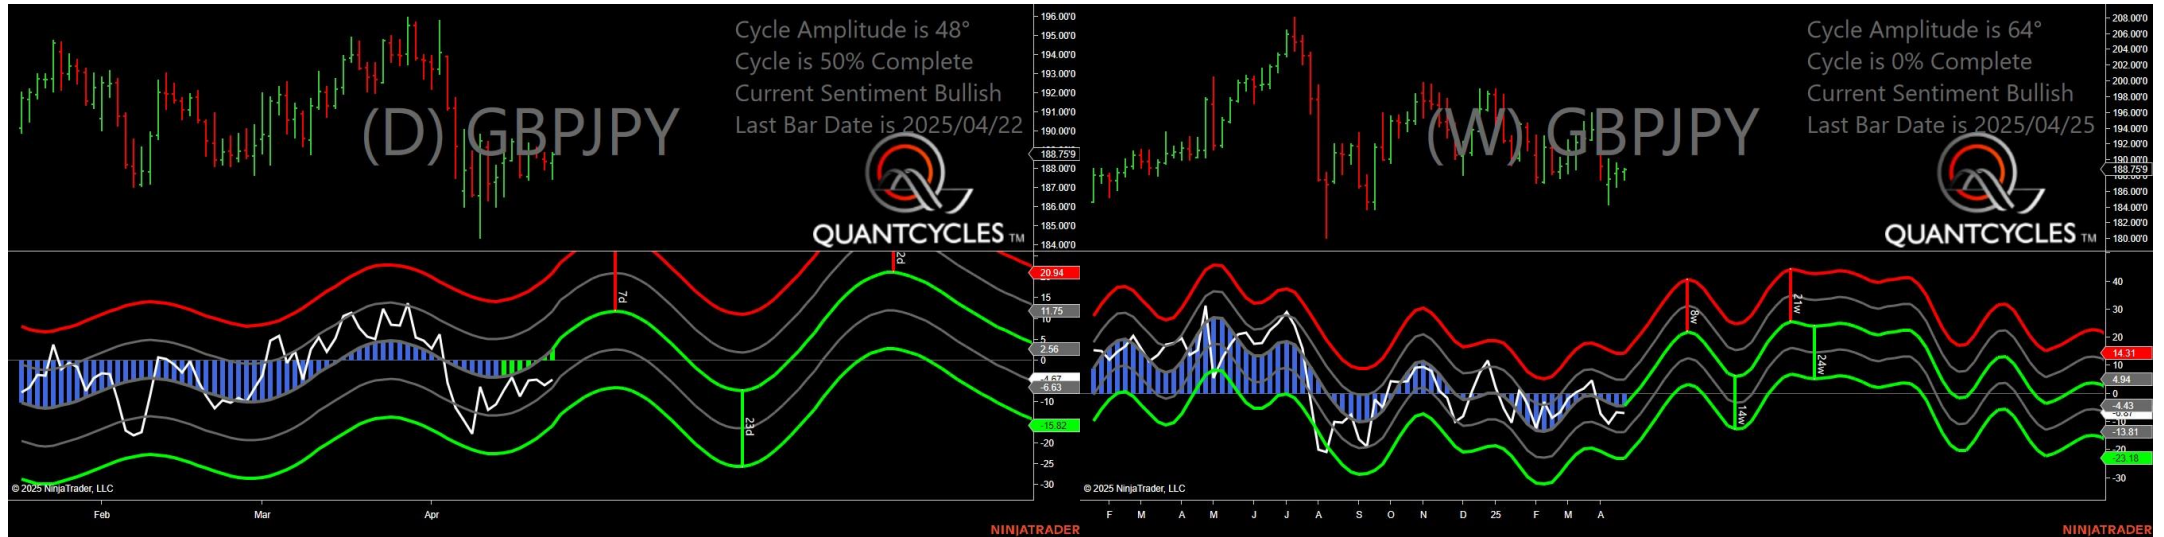 Cycle Amplitude is 48°
Cycle is 50% Complete
Current Sentiment Bullish
Last Bar Date is 2025/04/22
(D) GBPJPY
QUANTCYCLES TM
196.00'0
195.00'0
194.00'0
193.00'0
192.00'0
191.00'0
190.00'0
188.75'9
188.00'0
187.00'0
186.00'0
185.00'0
184.00'0
7d
2d
23d
20.94
15
11.75
10
5
2.56
0
-6.63
-10
-15.82
-20
-25
-30
© 2025 NinjaTrader, LLC
Feb Mar Apr
NINJATRADER
Cycle Amplitude is 64°
Cycle is 0% Complete
Current Sentiment Bullish
Last Bar Date is 2025/04/25
(W) GBPJPY
QUANTCYCLES TM
208.00'0
206.00'0
204.00'0
202.00'0
200.00'0
198.00'0
196.00'0
194.00'0
192.00'0
190.00'0
188.75'9
186.00'0
184.00'0
182.00'0
180.00'0
8w
21w
14w
24w
40
30
20
14.31
10
4.94
0
-4.43
-10
-13.81
-23.18
-30
© 2025 NinjaTrader, LLC
F M A M J J A S O N D 25 F M A
NINJATRADER